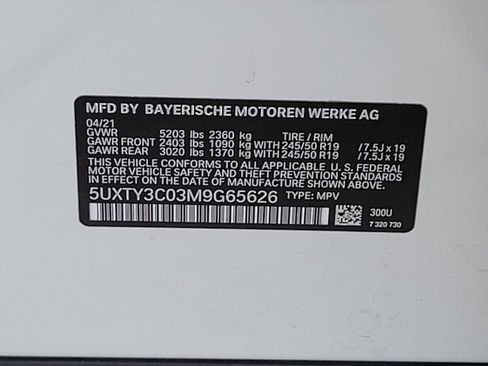 MFD BY BAYERISCHE MOTOREN WERKE AG
04/21
GVWR 5203 lbs 2360 kg TIRE / RIM
GAWR FRONT 2403 lbs 1090 kg WITH 245/50 R19 / 7.5J x 19
GAWR REAR 3020 lbs 1370 kg WITH 245/50 R19 / 7.5J x 19
THIS VEHICLE CONFORMS TO ALL APPLICABLE U. S. FEDERAL
MOTOR VEHICLE SAFETY AND THEFT PREVENTION STANDARDS
IN EFFECT ON THE DATE OF MANUFACTURE SHOWN ABOVE.
5UXTY3C03M9G65626 TYPE: MPV
300U
7 320 730